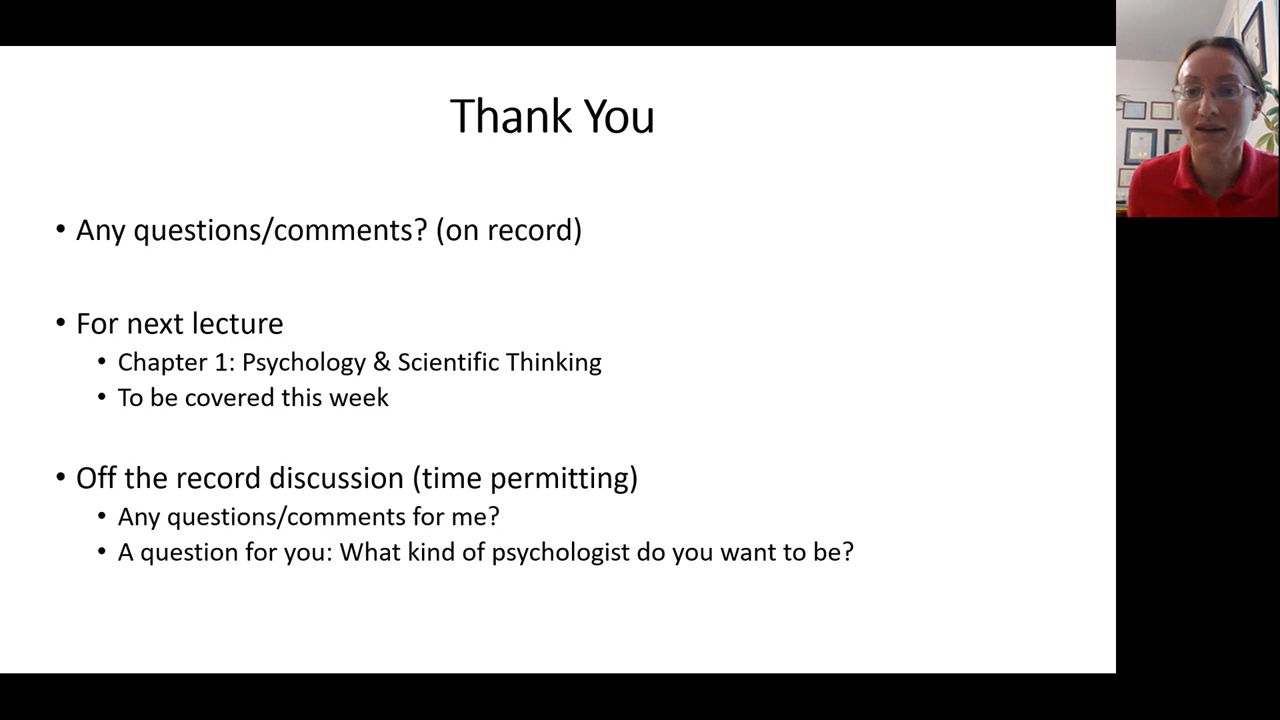 Thank You
• Any questions/comments? (on record)
• For next lecture
• Chapter 1: Psychology & Scientific Thinking
• To be covered this week
• Off the record discussion (time permitting)
• Any questions/comments for me?
• A question for you: What kind of psychologist do you want to be?